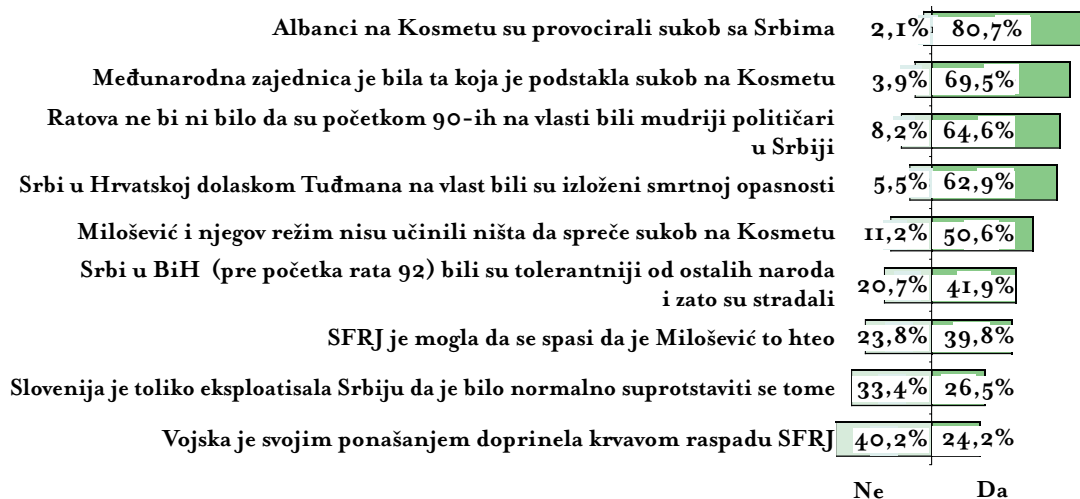 Albanci na Kosmetu su provocirali sukob sa Srbima 2,1% 80,7%
Međunarodna zajednica je bila ta koja je podstakla sukob na Kosmetu 3,9% 69,5%
Ratova ne bi ni bilo da su početkom 90-ih na vlasti bili mudriji političari
u Srbiji 8,2% 64,6%
Srbi u Hrvatskoj dolaskom Tuđmana na vlast bili su izloženi smrtnoj opasnosti 5,5% 62,9%
Milošević i njegov režim nisu učinili ništa da spreče sukob na Kosmetu 11,2% 50,6%
Srbi u BiH (pre početka rata 92) bili su tolerantniji od ostalih naroda
i zato su stradali 20,7% 41,9%
SFRJ je mogla da se spasi da je Milošević to hteo 23,8% 39,8%
Slovenija je toliko eksploatisala Srbiju da je bilo normalno suprotstaviti se tome 33,4% 26,5%
Vojska je svojim ponašanjem doprinela krvavom raspadu SFRJ 40,2% 24,2%
Ne Da